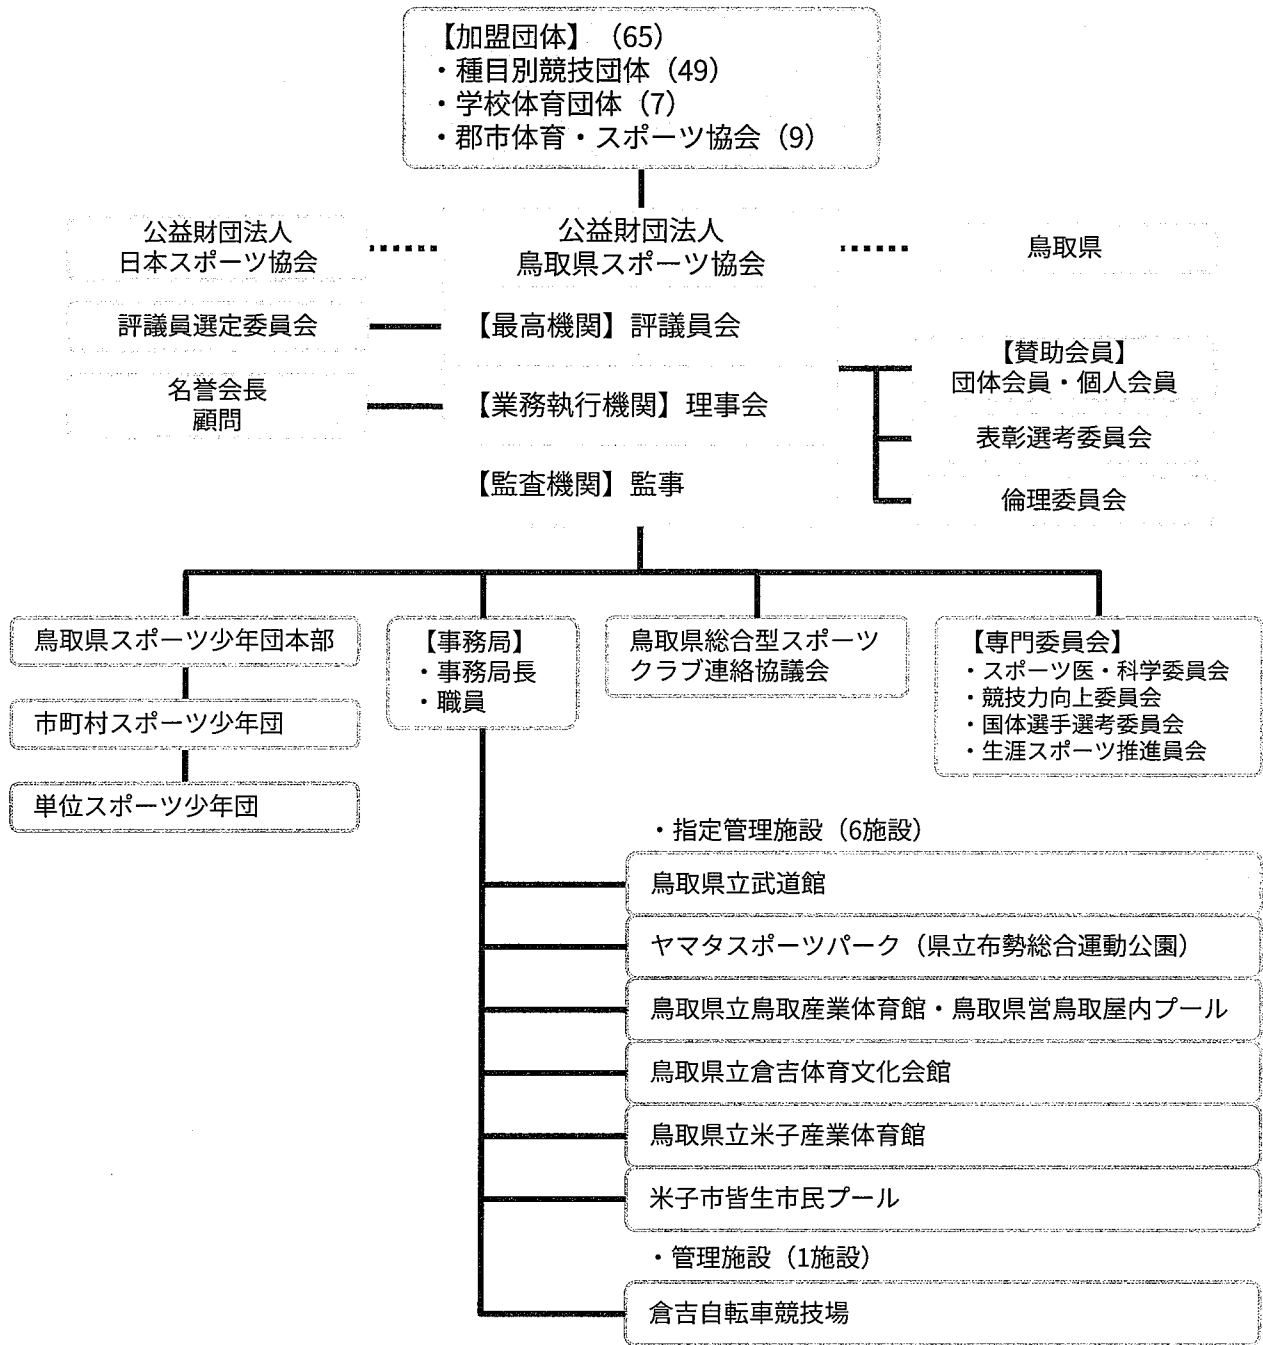 【加盟団体】（65）
・種目別競技団体（49）
・学校体育団体（7）
・郡市体育・スポーツ協会（9）
公益財団法人
日本スポーツ協会
公益財団法人
鳥取県スポーツ協会
鳥取県
評議員選定委員会
【最高機関】評議員会
【賛助会員】
団体会員・個人会員
名誉会長
顧問
【業務執行機関】理事会
表彰選考委員会
【監査機関】監事
倫理委員会
鳥取県スポーツ少年団本部
市町村スポーツ少年団
単位スポーツ少年団
【事務局】
・事務局長
・職員
鳥取県総合型スポーツ
クラブ連絡協議会
【専門委員会】
・スポーツ医・科学委員会
・競技力向上委員会
・国体選手選考委員会
・生涯スポーツ推進員会
・指定管理施設（6施設）
鳥取県立武道館
ヤマタスポーツパーク（県立布勢総合運動公園）
鳥取県立鳥取産業体育館・鳥取県営鳥取屋内プール
鳥取県立倉吉体育文化会館
鳥取県立米子産業体育館
米子市皆生市民プール
・管理施設（1施設）
倉吉自転車競技場